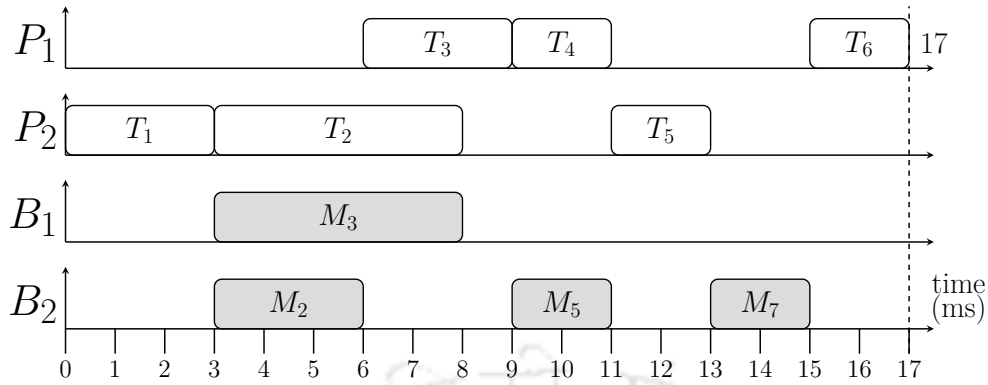 P₁ T₃ T₄ T₆ 17
P₂ T₁ T₂ T₅
B₁ M₃
B₂ M₂ M₅ M₇ time
(ms)
0 1 2 3 4 5 6 7 8 9 10 11 12 13 14 15 16 17